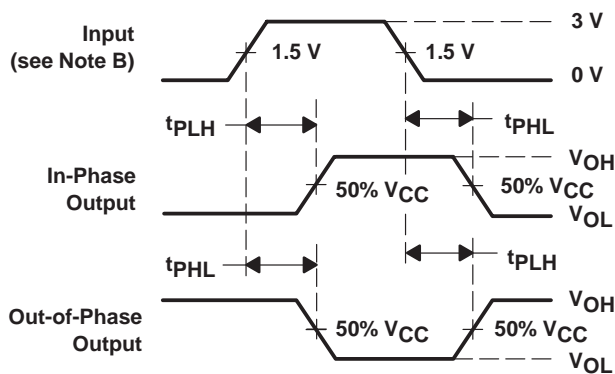 Input
(see Note B)
1.5 V
1.5 V
3 V
0 V
tPLH
tPHL
In-Phase
Output
50% VCC
50% VCC
VOH
VOL
tPHL
tPLH
Out-of-Phase
Output
50% VCC
50% VCC
VOH
VOL